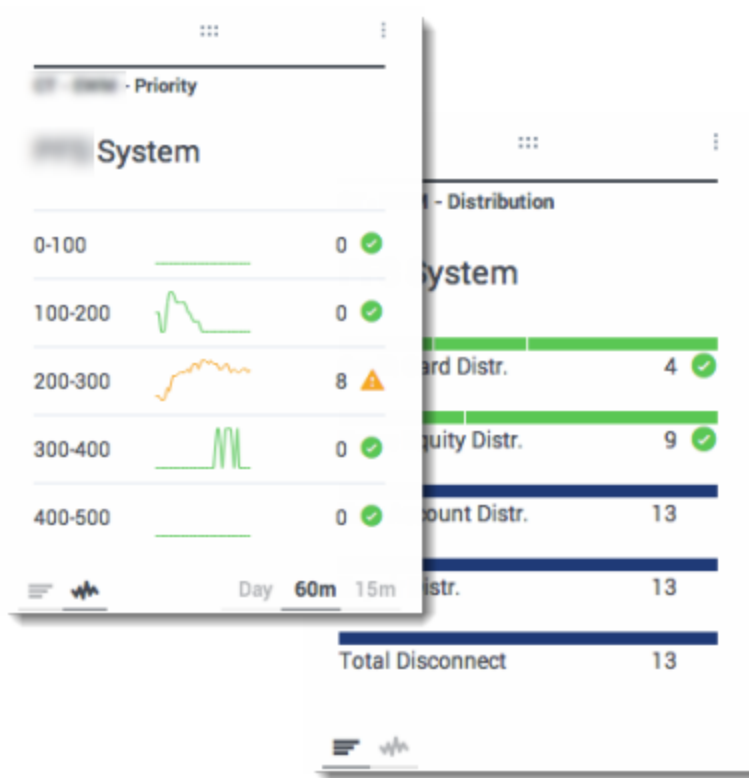 - Priority
System
0-100 0
100-200 0
200-300 8
300-400 0
400-500 0
Day 60m 15m
- Distribution
ystem
ard Distr. 4
quity Distr. 9
ount Distr. 13
istr. 13
Total Disconnect 13